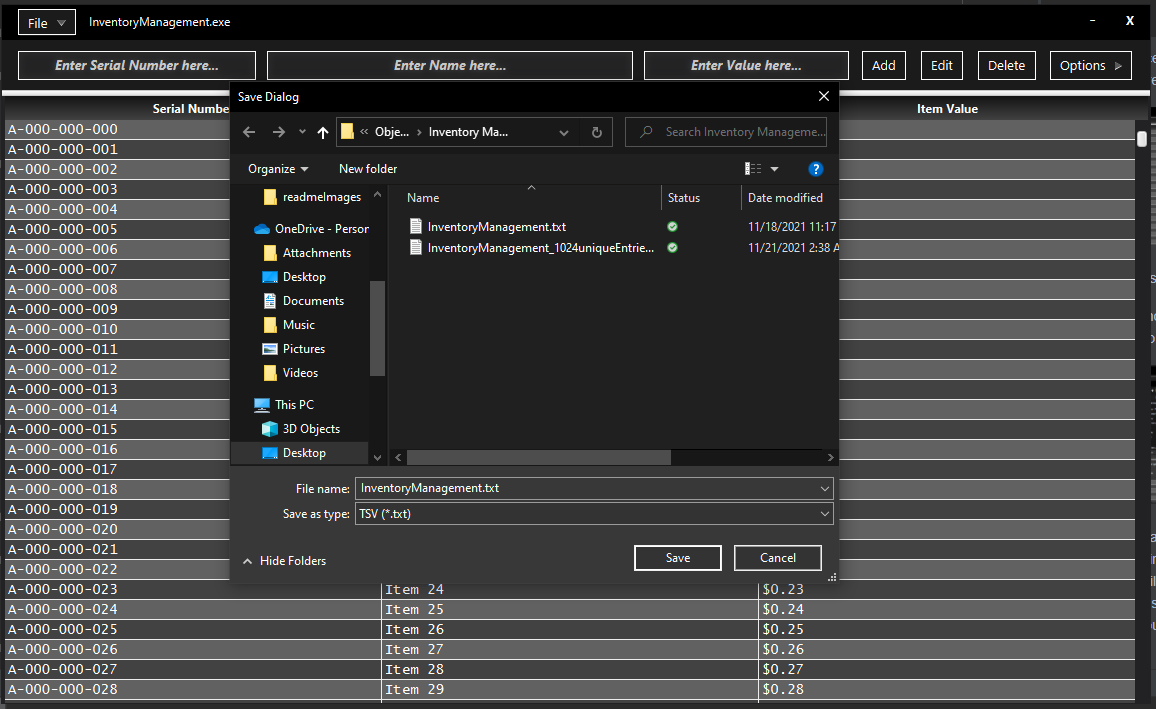 File InventoryManagement.exe – X
Enter Serial Number here... Enter Name here... Enter Value here... Add Edit Delete Options
Serial Numbe Item Value
Save Dialog
« Obje... › Inventory Ma... Search Inventory Manageme...
Organize New folder ?
Name Status Date modified
InventoryManagement.txt 11/18/2021 11:17
InventoryManagement_1024uniqueEntrie... 11/21/2021 2:38 A
readmeImages
OneDrive - Person
Attachments
Desktop
Documents
Music
Pictures
Videos
This PC
3D Objects
Desktop
File name: InventoryManagement.txt
Save as type: TSV (*.txt)
Hide Folders Save Cancel
A-000-000-000
A-000-000-001
A-000-000-002
A-000-000-003
A-000-000-004
A-000-000-005
A-000-000-006
A-000-000-007
A-000-000-008
A-000-000-009
A-000-000-010
A-000-000-011
A-000-000-012
A-000-000-013
A-000-000-014
A-000-000-015
A-000-000-016
A-000-000-017
A-000-000-018
A-000-000-019
A-000-000-020
A-000-000-021
A-000-000-022
A-000-000-023 Item 24 $0.23
A-000-000-024 Item 25 $0.24
A-000-000-025 Item 26 $0.25
A-000-000-026 Item 27 $0.26
A-000-000-027 Item 28 $0.27
A-000-000-028 Item 29 $0.28